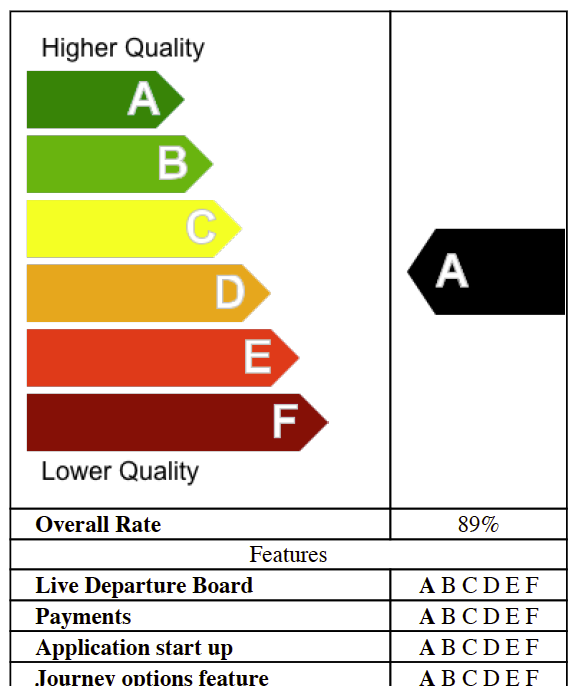 Higher Quality
A
B
C
A
D
E
F
Lower Quality
Overall Rate 89%
Features
Live Departure Board A B C D E F
Payments A B C D E F
Application start up A B C D E F
Journey options feature A B C D E F